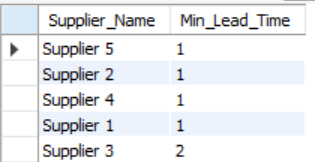 Supplier_Name Min_Lead_Time
Supplier 5 1
Supplier 2 1
Supplier 4 1
Supplier 1 1
Supplier 3 2